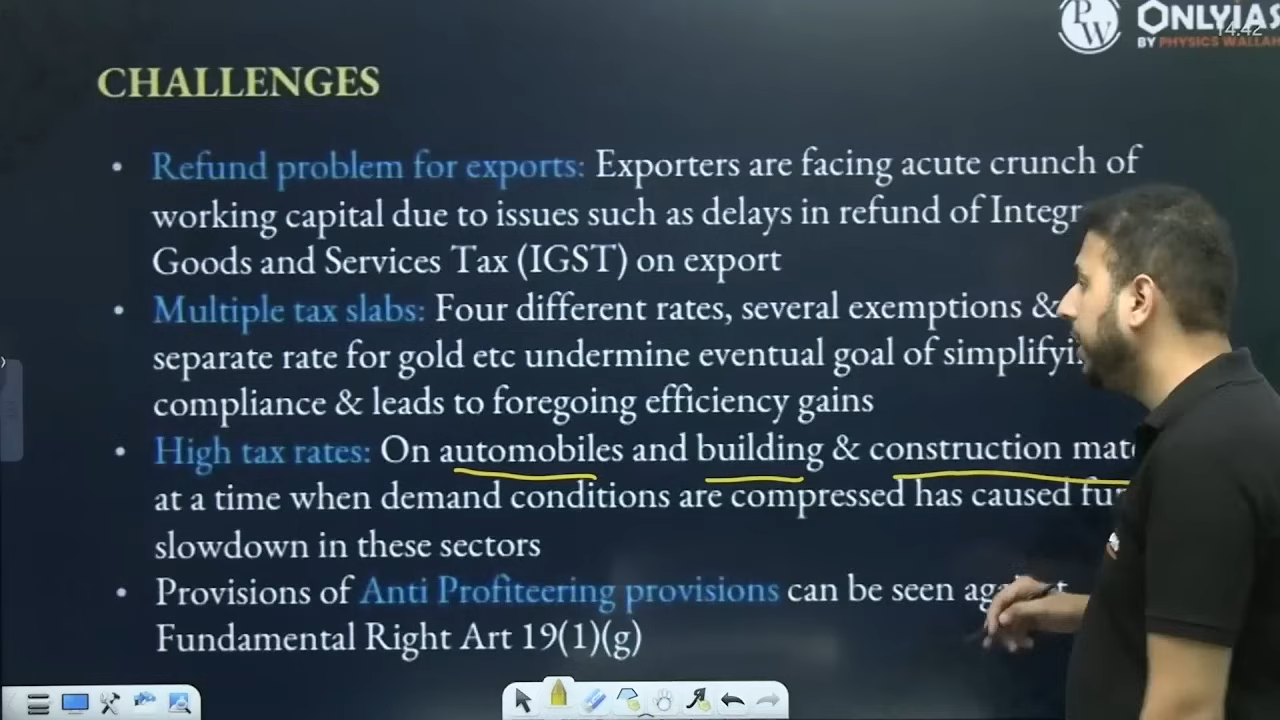 PW ONLYIAS
BY PHYSICS WALLAH
14:42
CHALLENGES
• Refund problem for exports: Exporters are facing acute crunch of
working capital due to issues such as delays in refund of Integr
Goods and Services Tax (IGST) on export
• Multiple tax slabs: Four different rates, several exemptions &
separate rate for gold etc undermine eventual goal of simplifyi
compliance & leads to foregoing efficiency gains
• High tax rates: On automobiles and building & construction mat
at a time when demand conditions are compressed has caused fur
slowdown in these sectors
• Provisions of Anti Profiteering provisions can be seen ag t
Fundamental Right Art 19(1)(g)